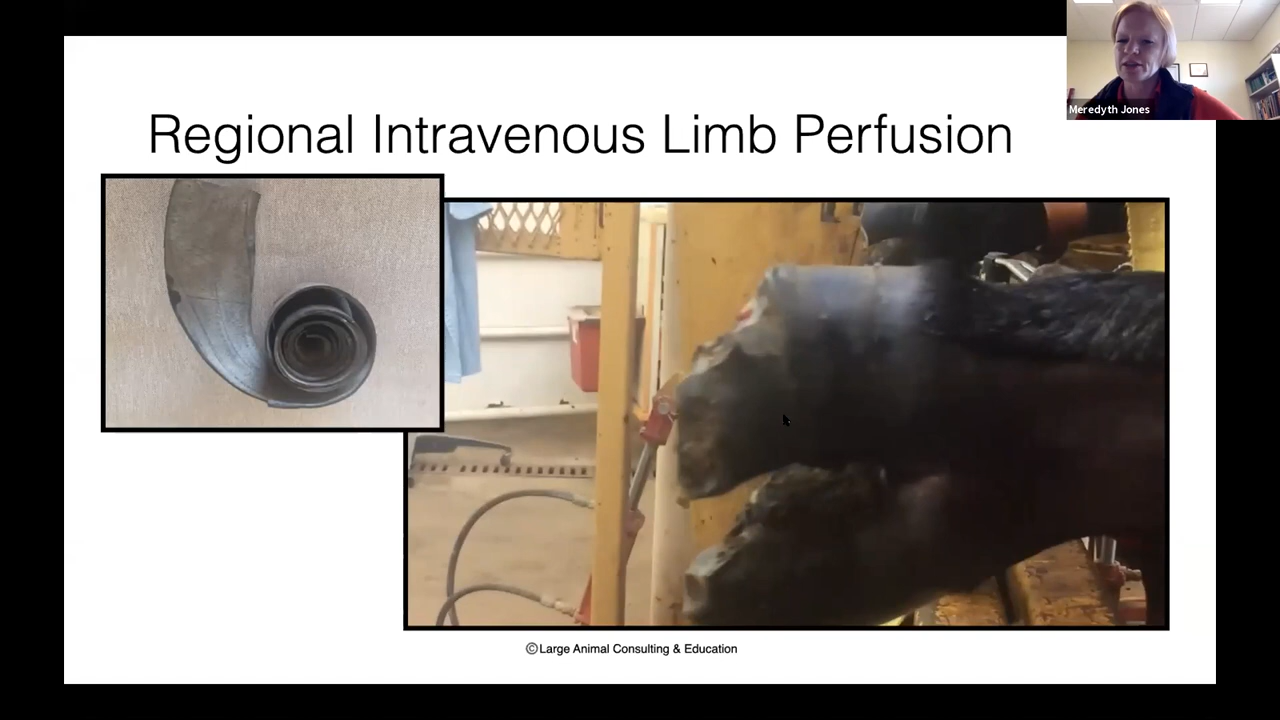 Meredyth Jones
Regional Intravenous Limb Perfusion
©Large Animal Consulting & Education